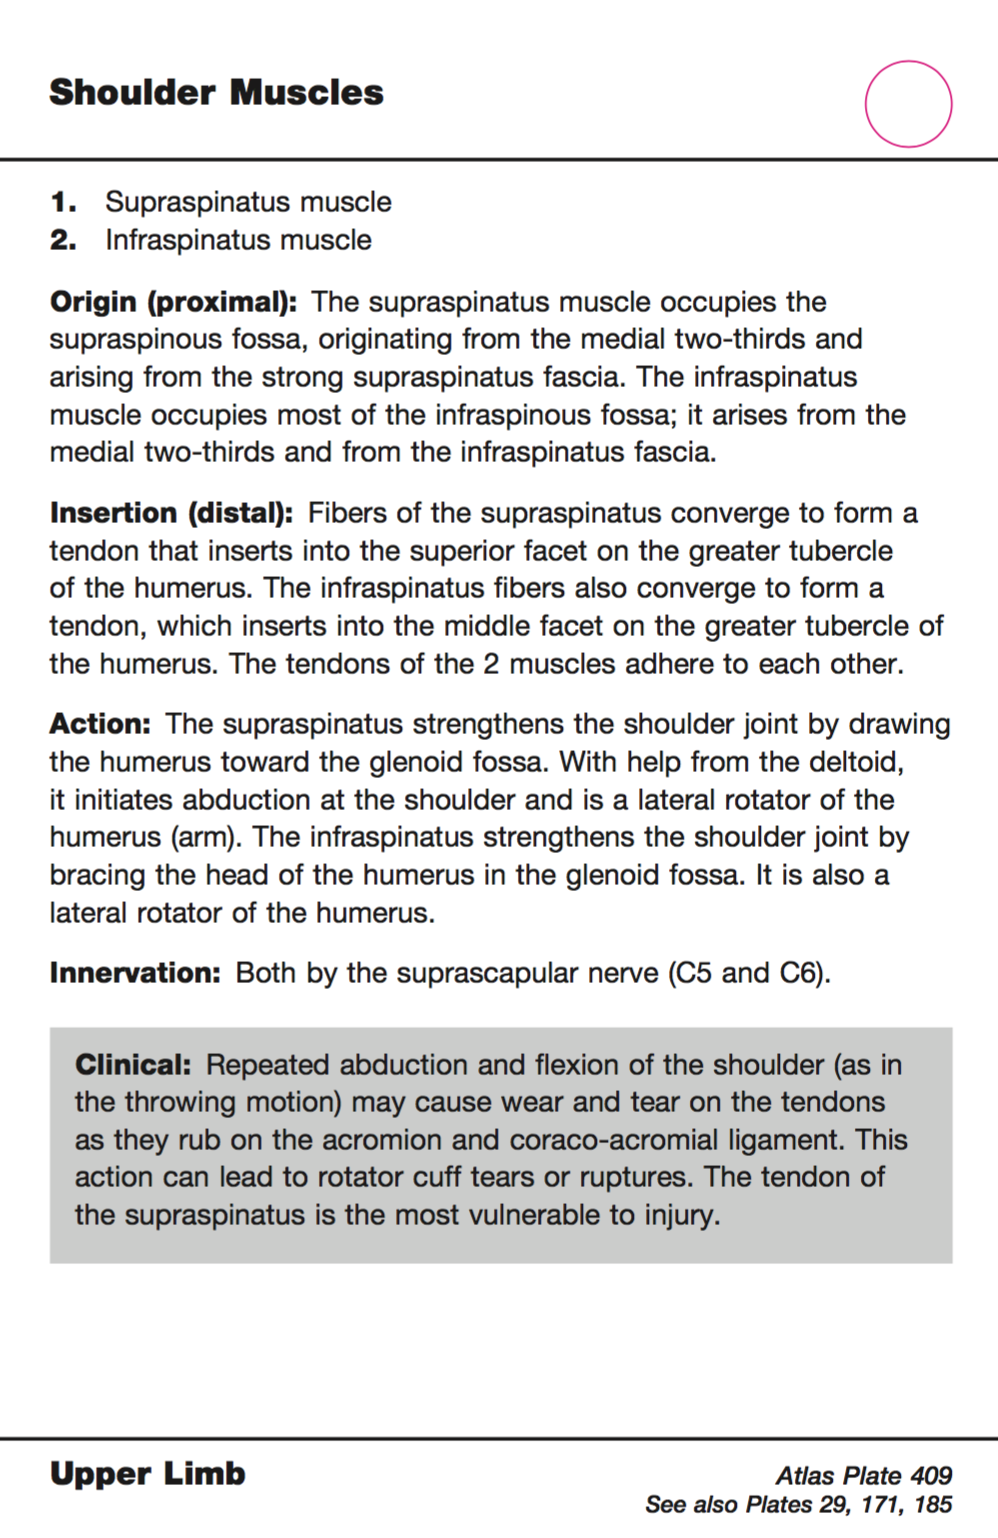 Shoulder Muscles
1. Supraspinatus muscle
2. Infraspinatus muscle
Origin (proximal): The supraspinatus muscle occupies the
supraspinous fossa, originating from the medial two-thirds and
arising from the strong supraspinatus fascia. The infraspinatus
muscle occupies most of the infraspinous fossa; it arises from the
medial two-thirds and from the infraspinatus fascia.
Insertion (distal): Fibers of the supraspinatus converge to form a
tendon that inserts into the superior facet on the greater tubercle
of the humerus. The infraspinatus fibers also converge to form a
tendon, which inserts into the middle facet on the greater tubercle of
the humerus. The tendons of the 2 muscles adhere to each other.
Action: The supraspinatus strengthens the shoulder joint by drawing
the humerus toward the glenoid fossa. With help from the deltoid,
it initiates abduction at the shoulder and is a lateral rotator of the
humerus (arm). The infraspinatus strengthens the shoulder joint by
bracing the head of the humerus in the glenoid fossa. It is also a
lateral rotator of the humerus.
Innervation: Both by the suprascapular nerve (C5 and C6).
Clinical: Repeated abduction and flexion of the shoulder (as in
the throwing motion) may cause wear and tear on the tendons
as they rub on the acromion and coraco-acromial ligament. This
action can lead to rotator cuff tears or ruptures. The tendon of
the supraspinatus is the most vulnerable to injury.
Upper Limb
Atlas Plate 409
See also Plates 29, 171, 185